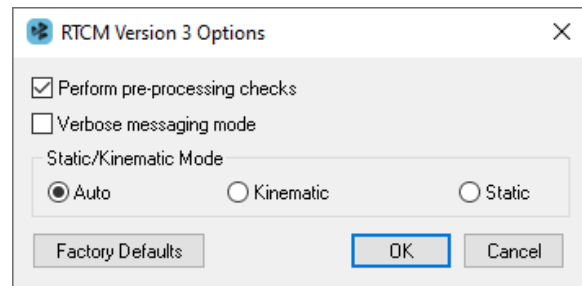 RTCM Version 3 Options
Perform pre-processing checks
Verbose messaging mode
Static/Kinematic Mode
Auto Kinematic Static
Factory Defaults OK Cancel